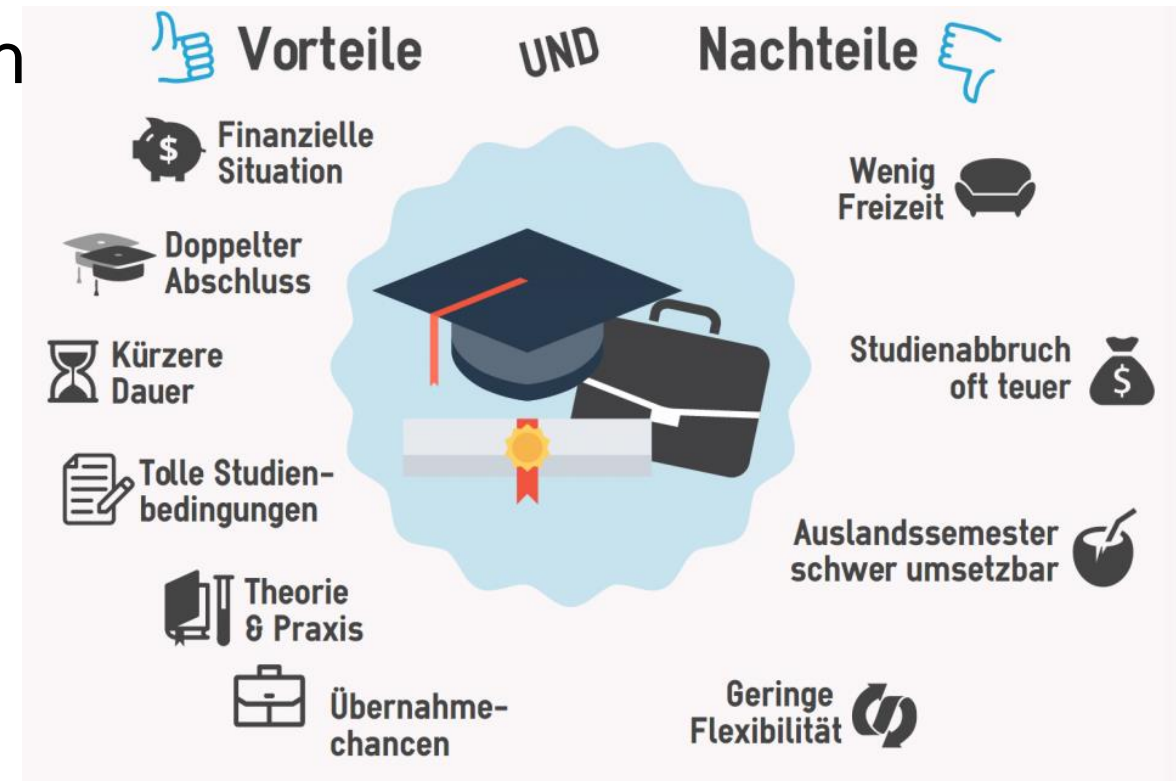 n
Vorteile UND Nachteile
Finanzielle
Situation
Doppelter
Abschluss
Kürzere
Dauer
Tolle Studien-
bedingungen
Theorie
& Praxis
Übernahme-
chancen
Wenig
Freizeit
Studienabbruch
oft teuer
Auslandssemester
schwer umsetzbar
Geringe
Flexibilität